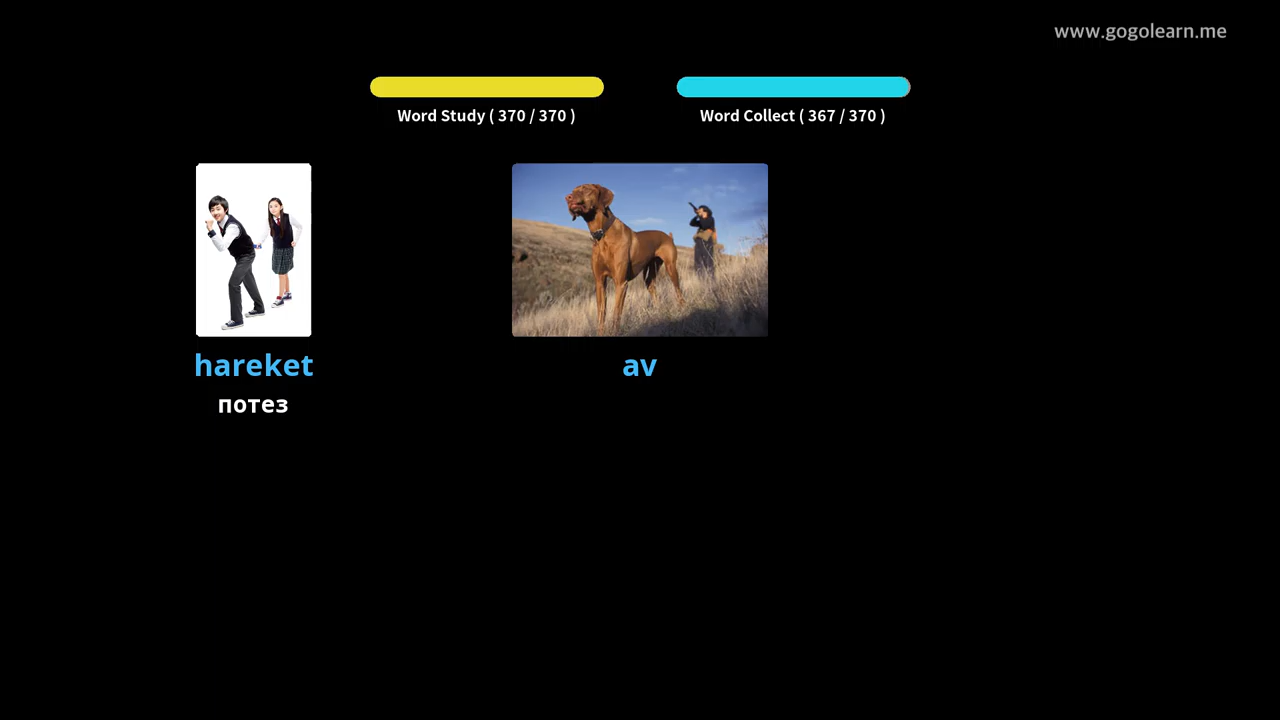 www.gogolearn.me
Word Study ( 370 / 370 )
Word Collect ( 367 / 370 )
hareket
av
потез